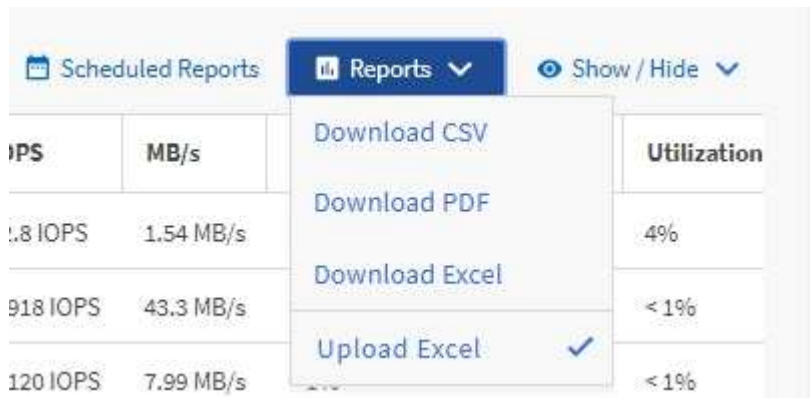 Scheduled Reports Reports Show / Hide
MB/s Utilization
Download CSV
Download PDF
.8 IOPS 1.54 MB/s 4%
Download Excel
918 IOPS 43.3 MB/s < 1%
Upload Excel
120 IOPS 7.99 MB/s < 1%